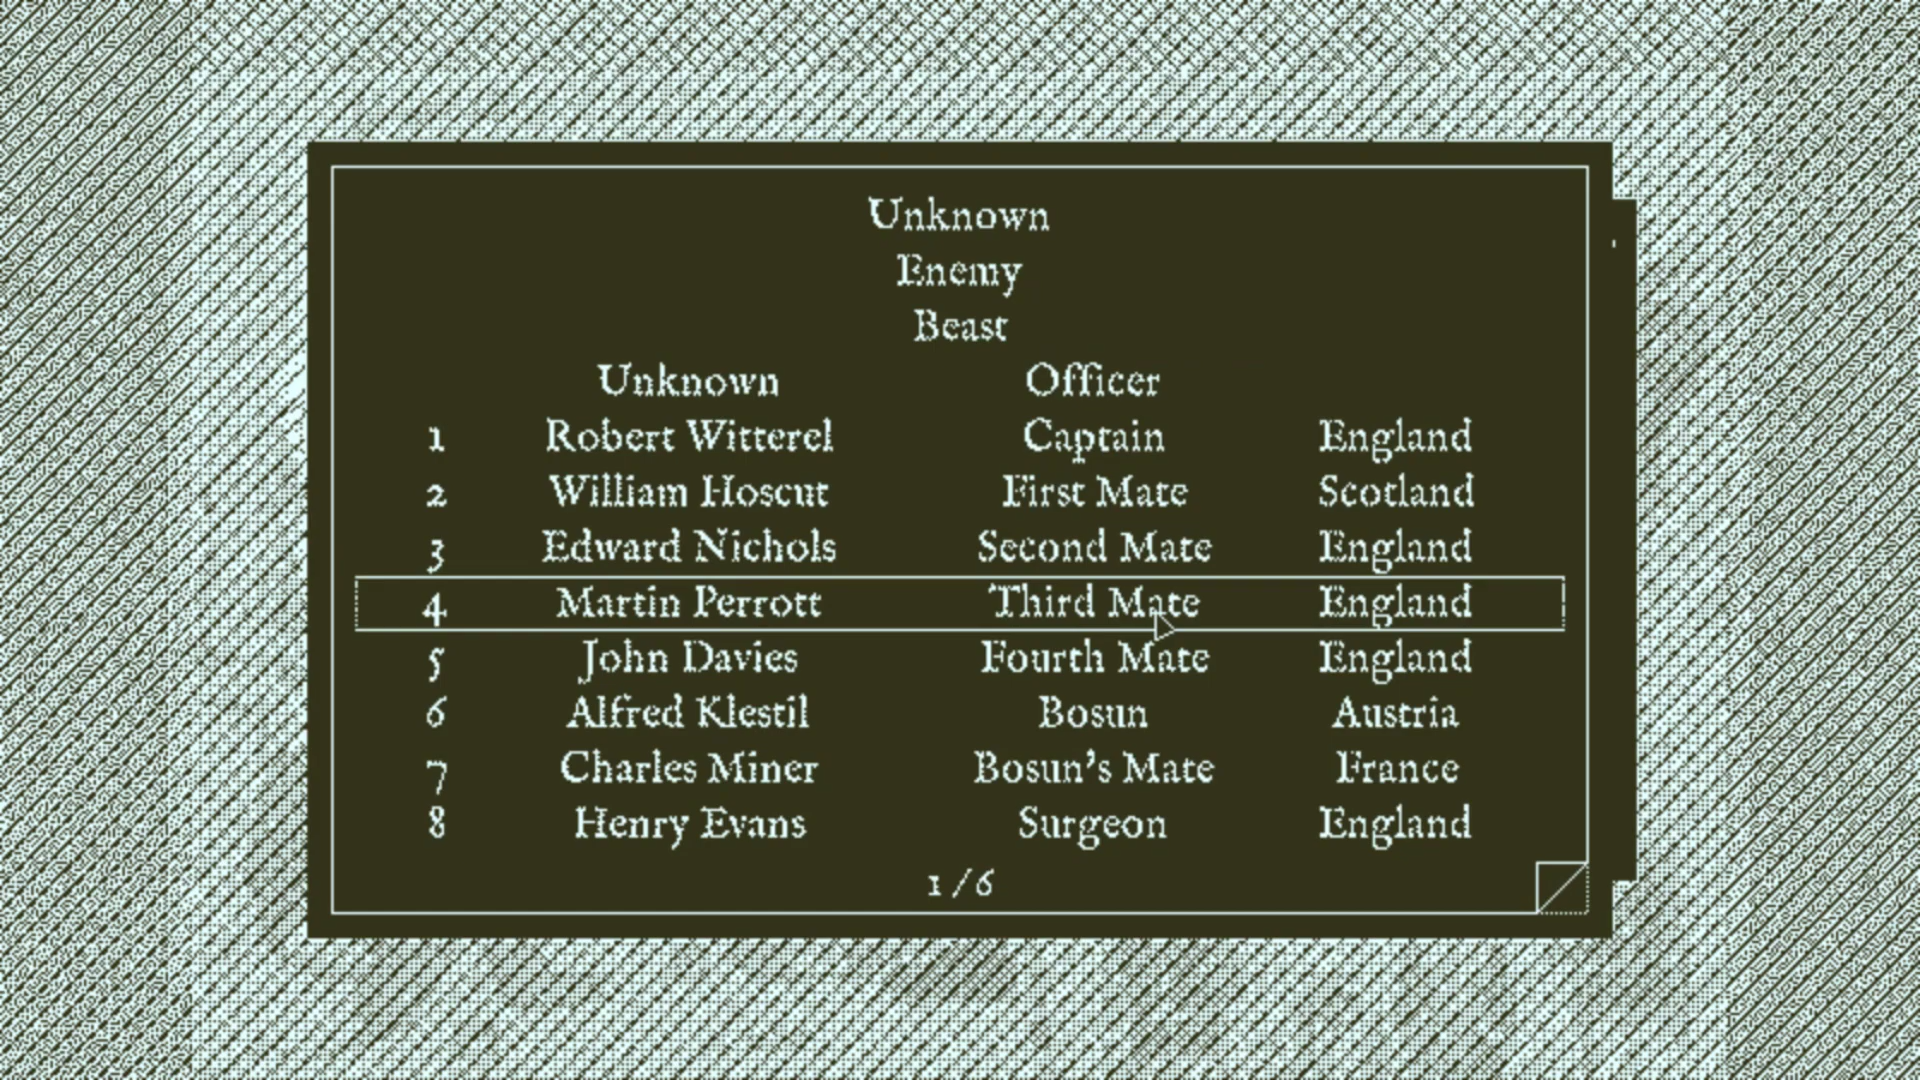 Unknown
Enemy
Beast
Unknown Officer
1 Robert Witterel Captain England
2 William Hoscut First Mate Scotland
3 Edward Nichols Second Mate England
4 Martin Perrott Third Mate England
5 John Davies Fourth Mate England
6 Alfred Klestil Bosun Austria
7 Charles Miner Bosun's Mate France
8 Henry Evans Surgeon England
1/6